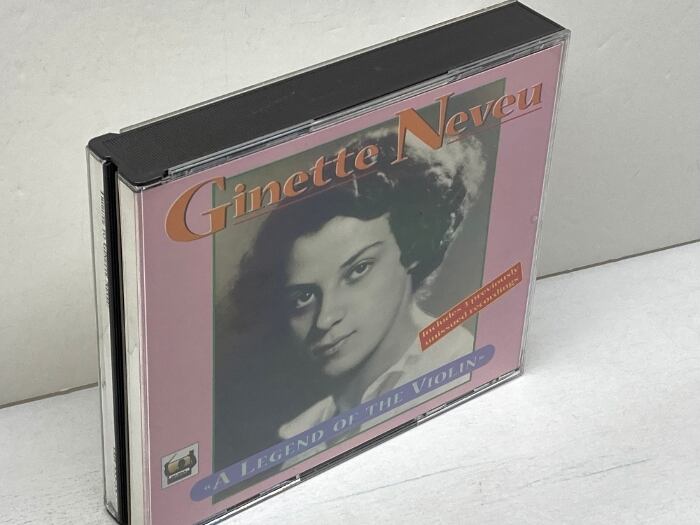 Ginette Neveu
Includes 3 previously
unissued recordings
«A LEGEND OF THE VIOLIN»